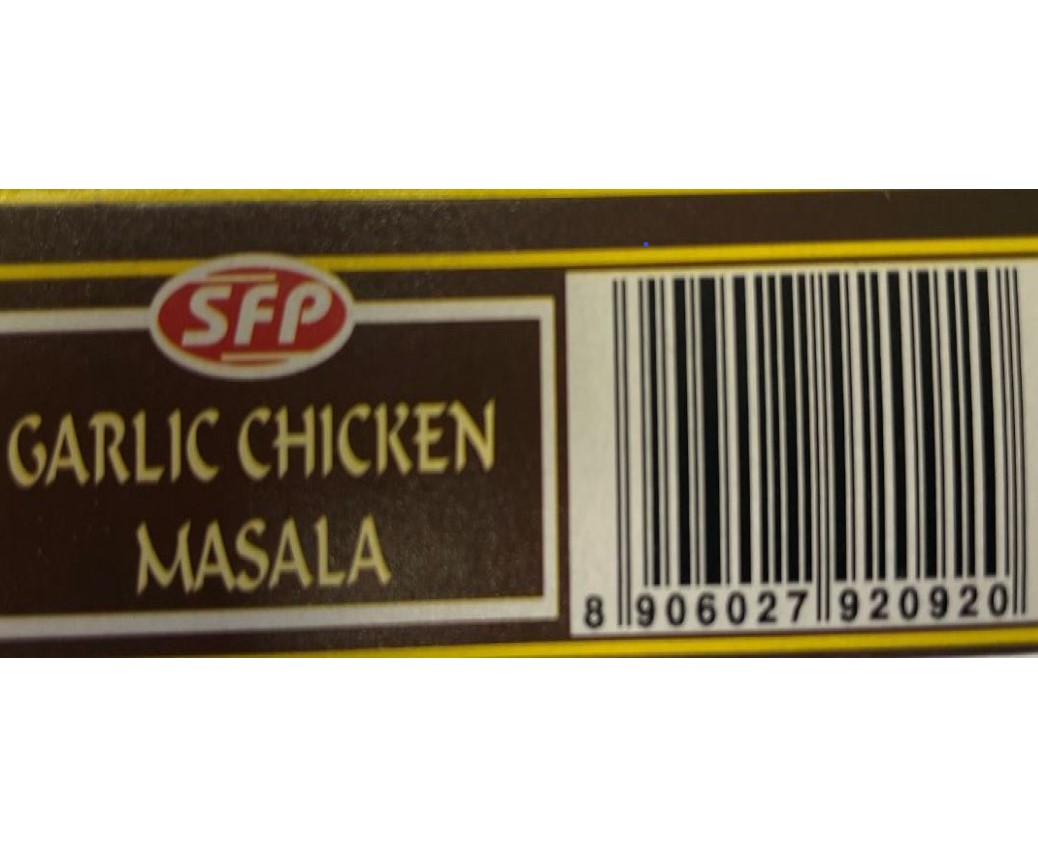 SFP
GARLIC CHICKEN
MASALA
8 906027 920920